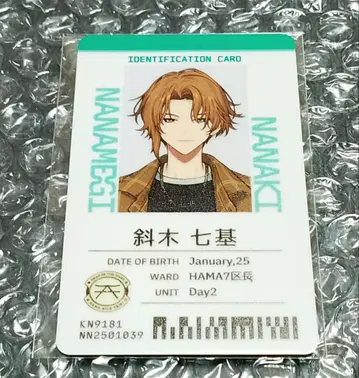 IDENTIFICATION CARD
NANAMEGI
NANAKI
斜木 七基
DATE OF BIRTH January,25
WARD HAMA7区長
UNIT Day2
KN9181
NN2501039